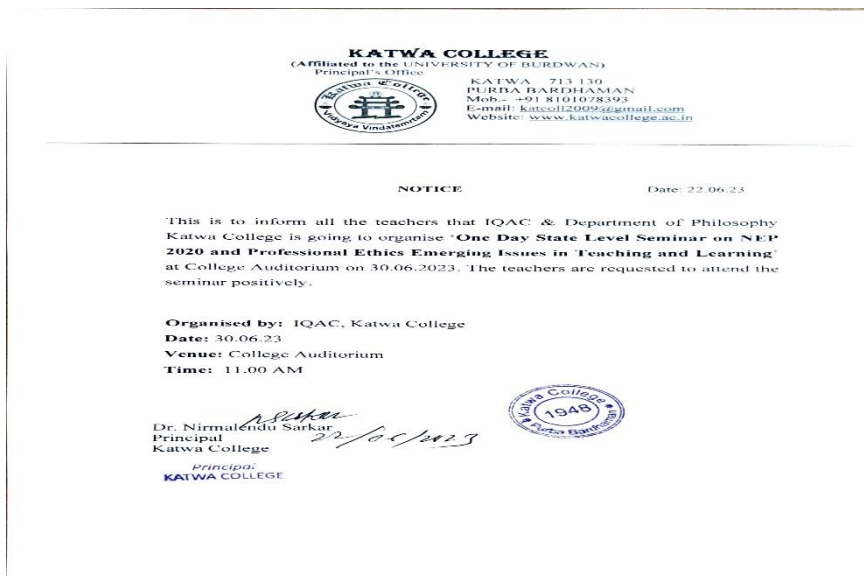 KATWA COLLEGE
(Affiliated to the UNIVERSITY OF BURDWAN)
Principal's Office
Katwa College
Vidyaya Vindatemrtam
KATWA 713 130
PURBA BARDHAMAN
Mob.- +91 8101078393
E-mail: katcoll2009@gmail.com
Website: www.katwacollege.ac.in
NOTICE
Date: 22.06.23
This is to inform all the teachers that IQAC & Department of Philosophy
Katwa College is going to organise 'One Day State Level Seminar on NEP
2020 and Professional Ethics Emerging Issues in Teaching and Learning'
at College Auditorium on 30.06.2023. The teachers are requested to attend the
seminar positively.
Organised by: IQAC, Katwa College
Date: 30.06.23
Venue: College Auditorium
Time: 11.00 AM
Dr. Nirmalendu Sarkar
Principal
Katwa College
22/06/2023
Principal
KATWA COLLEGE
Katwa College
1948
Purba Bardhaman